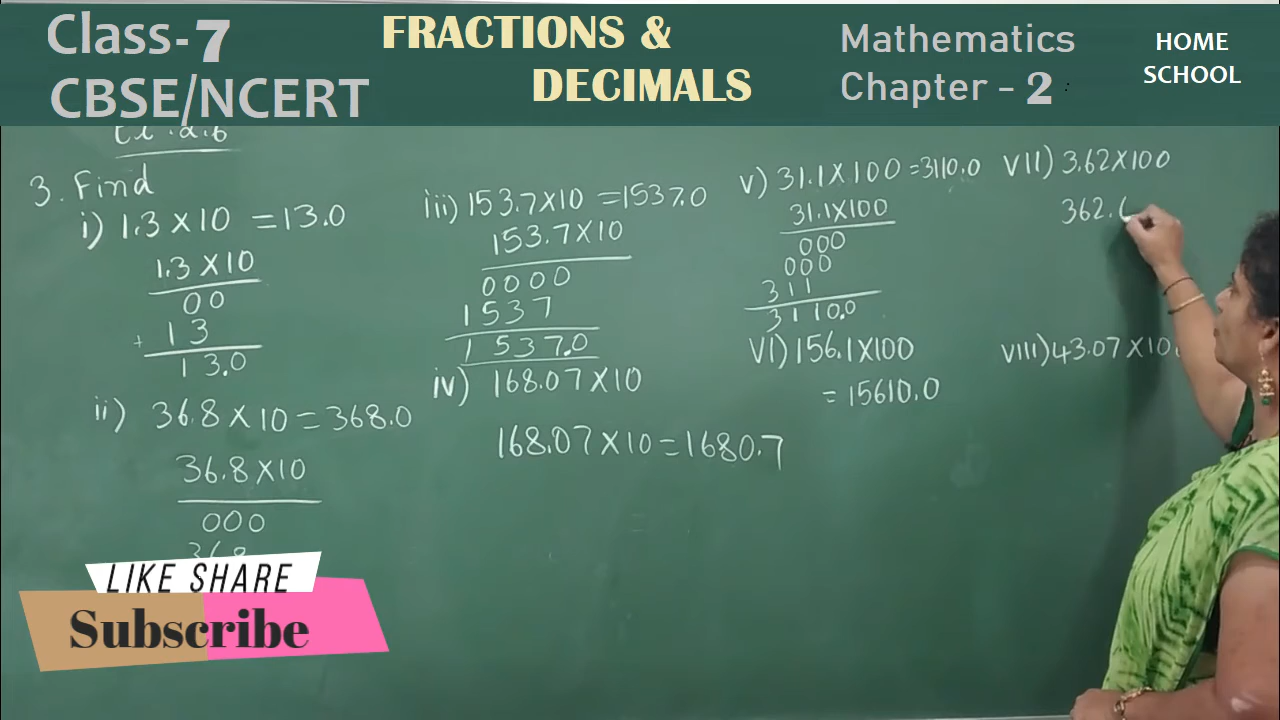 Class-7
CBSE/NCERT
FRACTIONS &
DECIMALS
Mathematics
Chapter - 2
HOME
SCHOOL
Ex. 2.6
3. Find
i) 1.3 × 10 = 13.0
1.3 × 10
00
+ 13
13.0
ii) 36.8 × 10 = 368.0
36.8 × 10
000
368
iii) 153.7 × 10 = 1537.0
153.7 × 10
0000
1537
1537.0
iv) 168.07 × 10
168.07 × 10 = 1680.7
v) 31.1 × 100 = 3110.0
31.1 × 100
000
000
311
3110.0
VI) 156.1 × 100
= 15610.0
VII) 3.62 × 100
362.
VIII) 43.07 × 10
LIKE SHARE
Subscribe